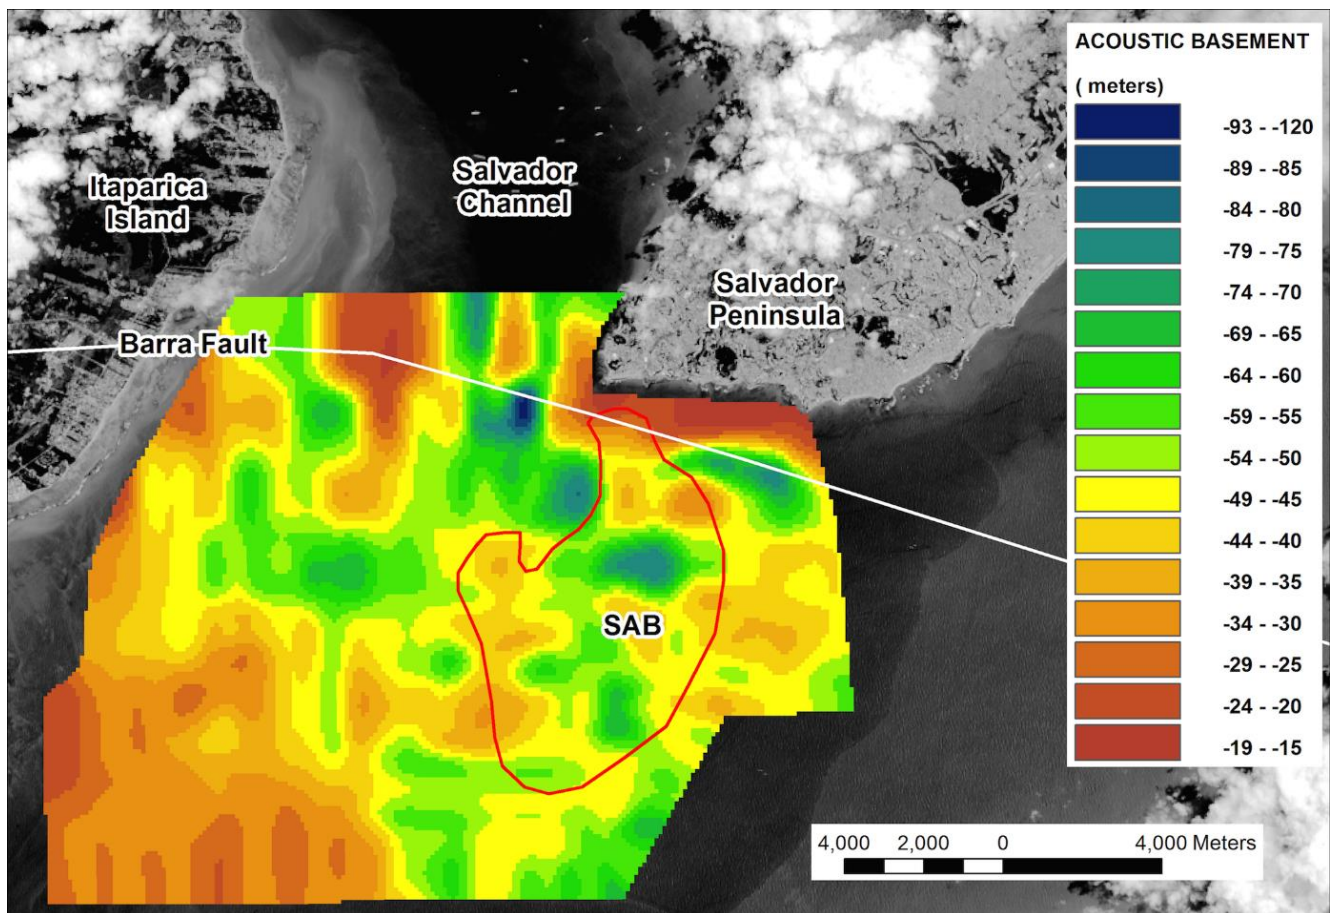 ACOUSTIC BASEMENT
( meters)
-93 - -120
-89 - -85
-84 - -80
-79 - -75
-74 - -70
-69 - -65
-64 - -60
-59 - -55
-54 - -50
-49 - -45
-44 - -40
-39 - -35
-34 - -30
-29 - -25
-24 - -20
-19 - -15
Itaparica
Island
Salvador
Channel
Salvador
Peninsula
Barra Fault
SAB
4,000 2,000 0 4,000 Meters